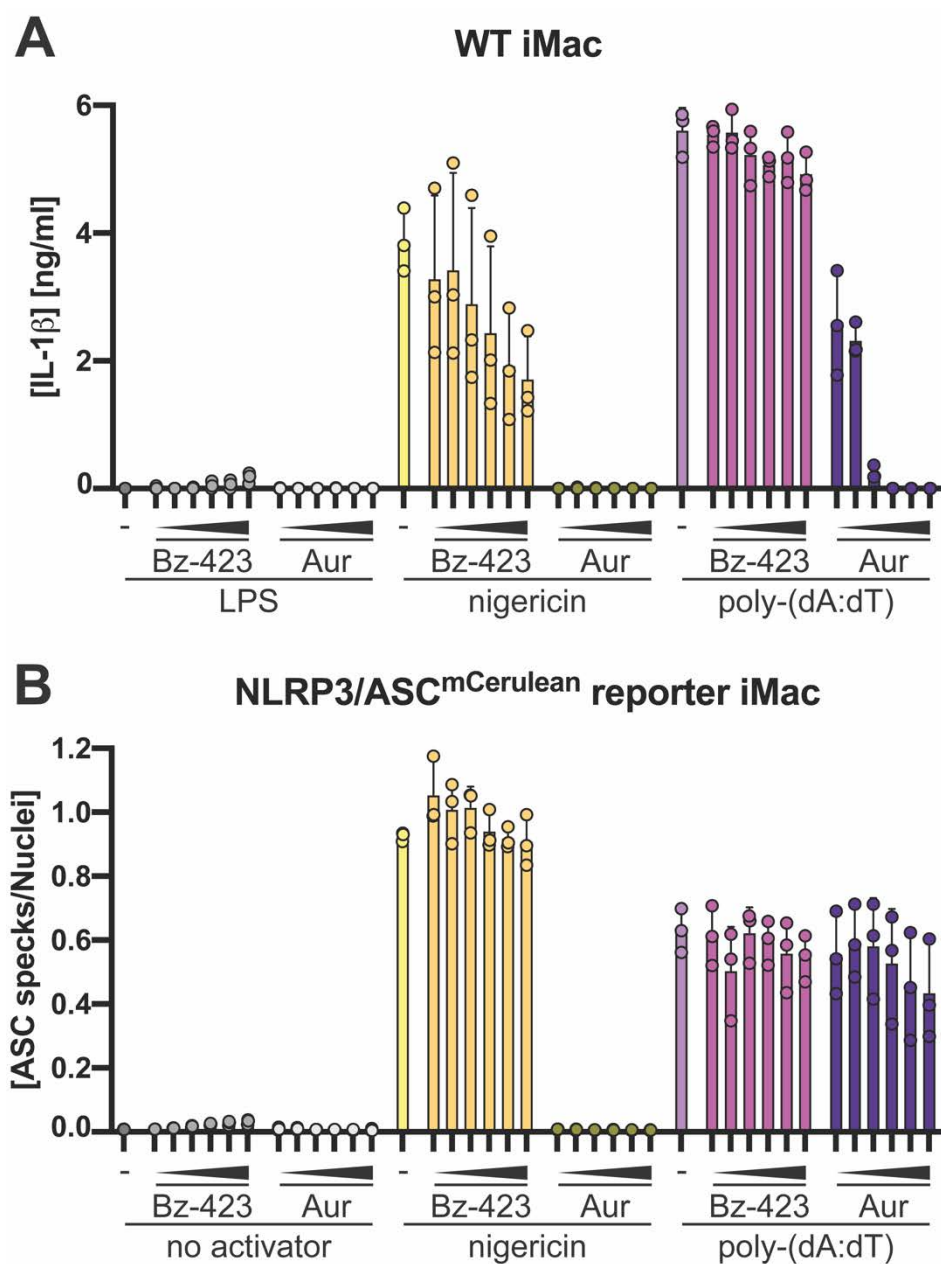 A
WT iMac
[IL-1β] [ng/ml]
6
4
2
0
- Bz-423 Aur - Bz-423 Aur - Bz-423 Aur
LPS nigericin poly-(dA:dT)
B
NLRP3/ASCmCerulean reporter iMac
[ASC specks/Nuclei]
1.2
1.0
0.8
0.6
0.4
0.2
0.0
- Bz-423 Aur - Bz-423 Aur - Bz-423 Aur
no activator nigericin poly-(dA:dT)